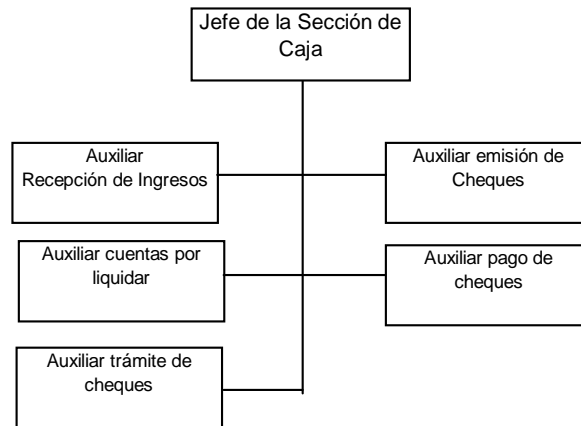 Jefe de la Sección de
Caja
Auxiliar
Recepción de Ingresos
Auxiliar emisión de
Cheques
Auxiliar cuentas por
liquidar
Auxiliar pago de
cheques
Auxiliar trámite de
cheques